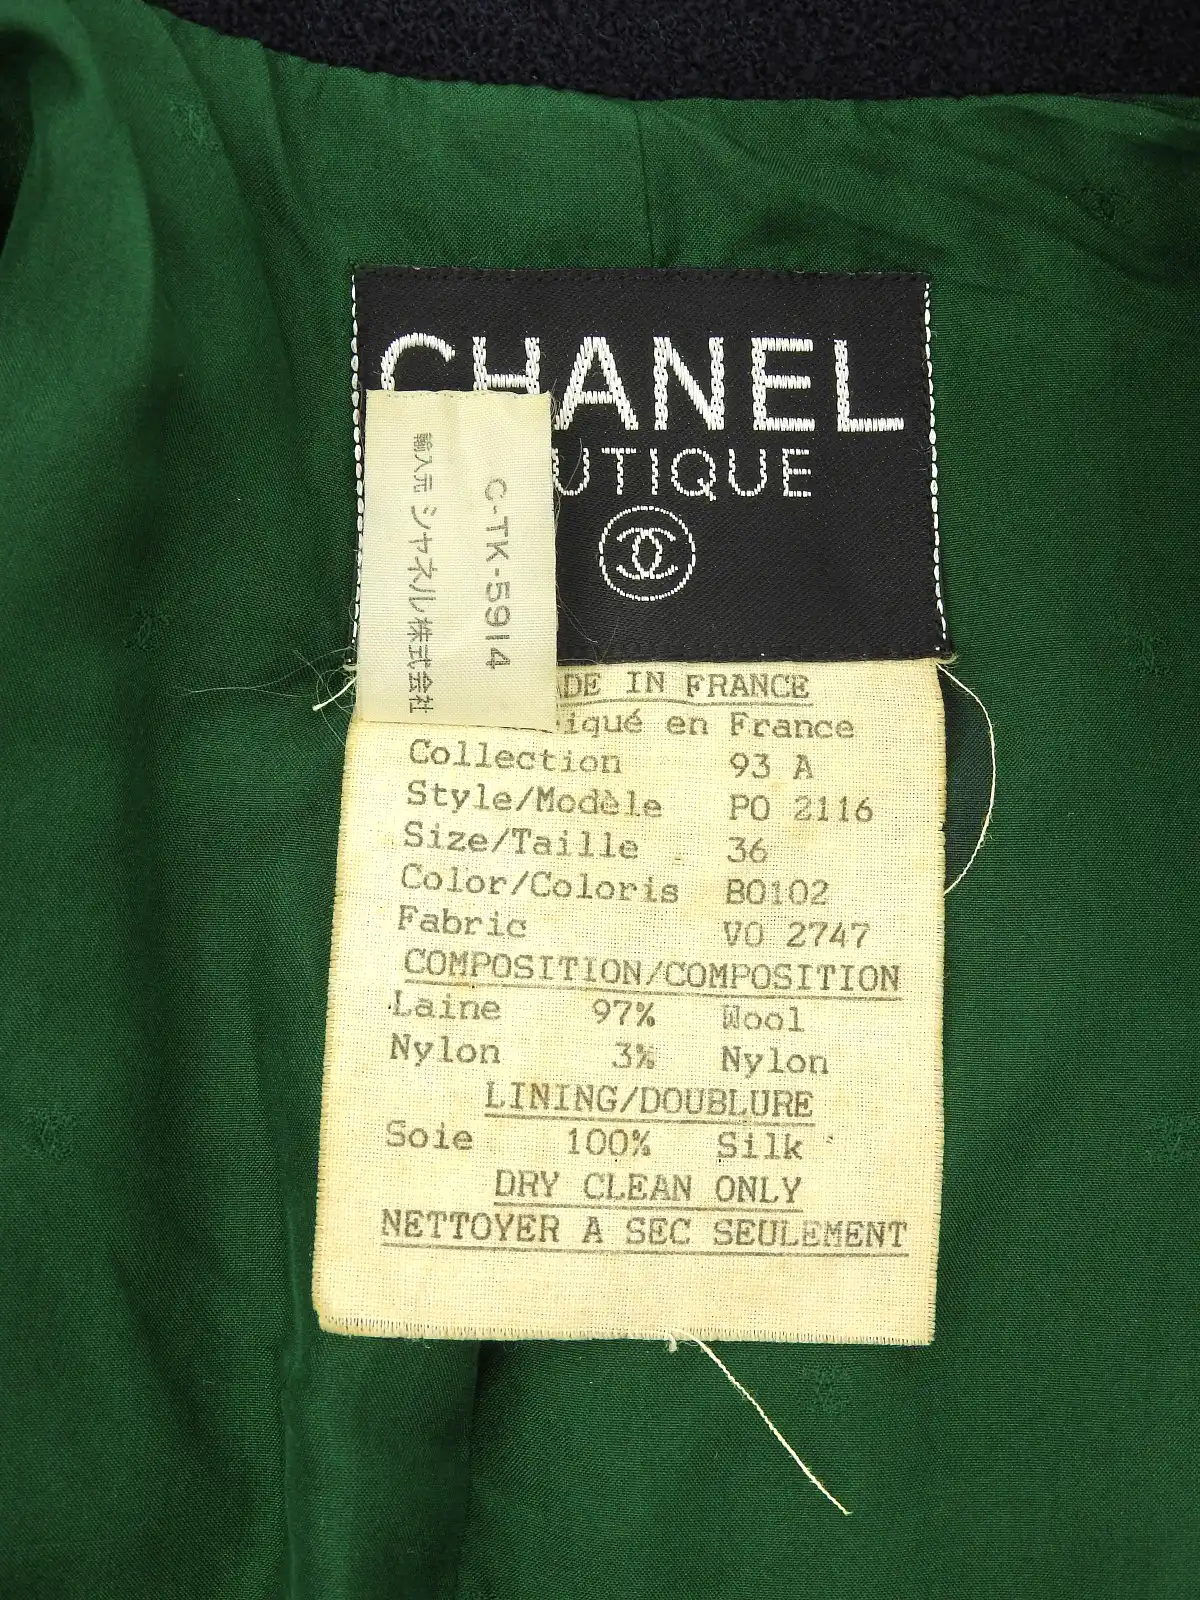 CHANEL
UTIQUE
C-TK-5914
輸入元 シャネル株式会社
ADE IN FRANCE
iqué en France
Collection 93 A
Style/Modèle PO 2116
Size/Taille 36
Color/Coloris BO102
Fabric VO 2747
COMPOSITION/COMPOSITION
Laine 97% Wool
Nylon 3% Nylon
LINING/DOUBLURE
Soie 100% Silk
DRY CLEAN ONLY
NETTOYER A SEC SEULEMENT